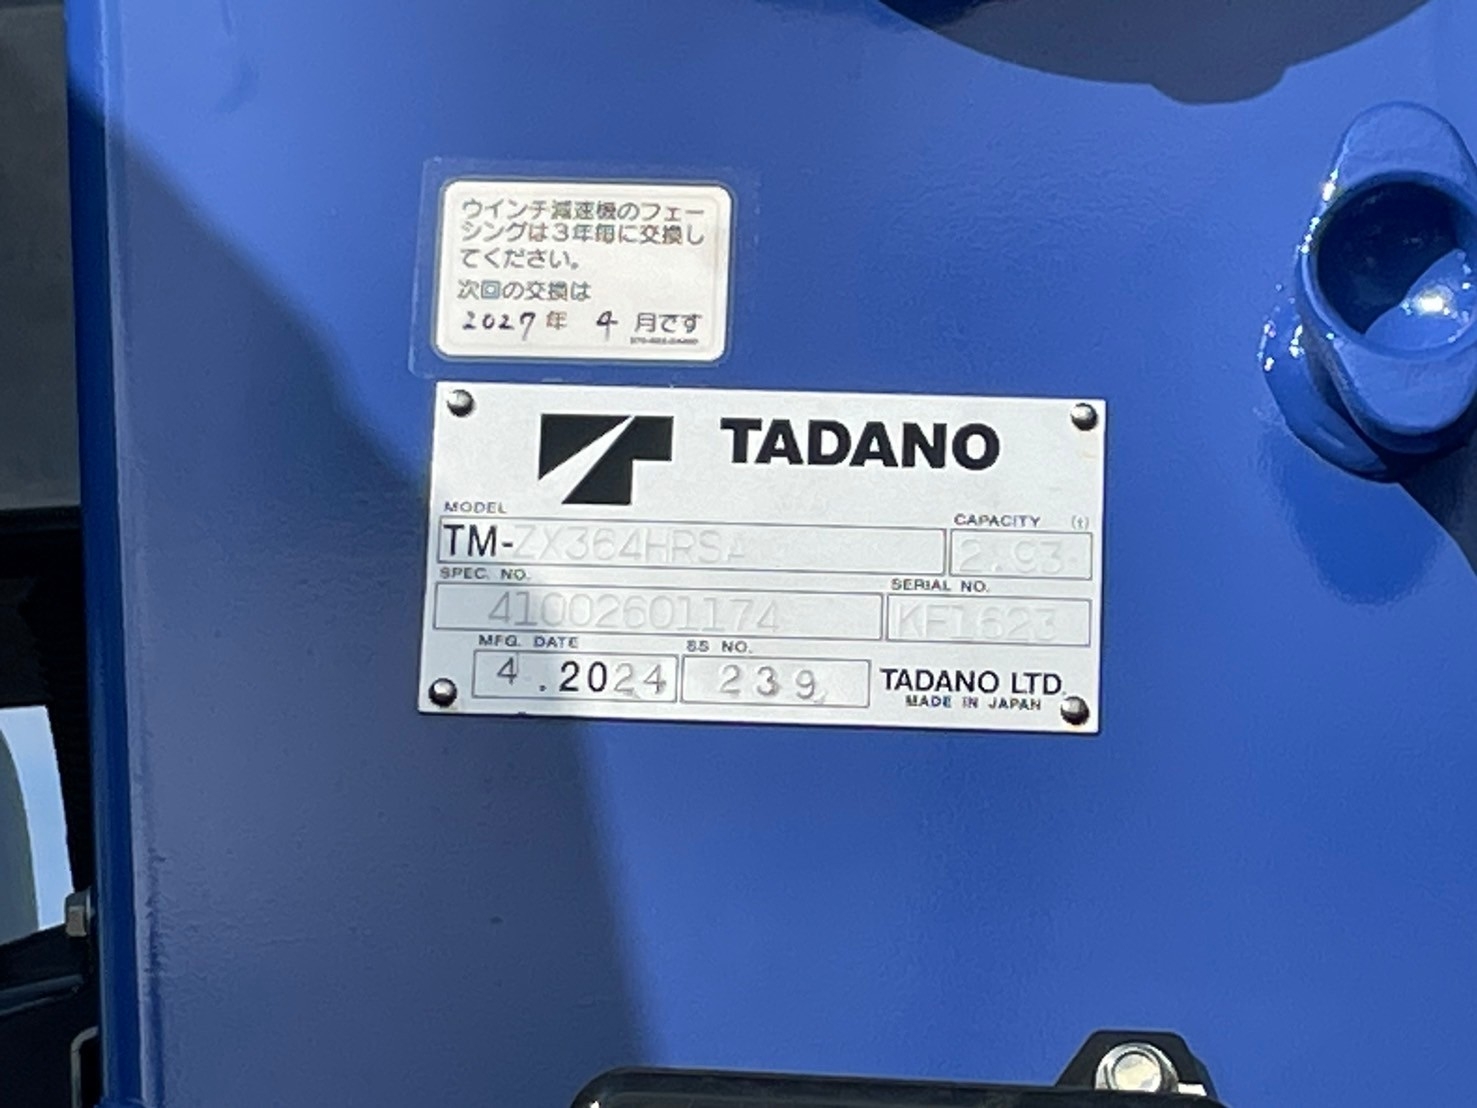 ウインチ減速機のフェー
シングは3年毎に交換し
てください。
次回の交換は
2027年 4月です
TADANO
MODEL
TM-ZX364HRSA
CAPACITY (t)
2.93
SPEC. NO.
41002601174
SERIAL NO.
KF1623
MFG. DATE
4.2024
SS NO.
239
TADANO LTD.
MADE IN JAPAN